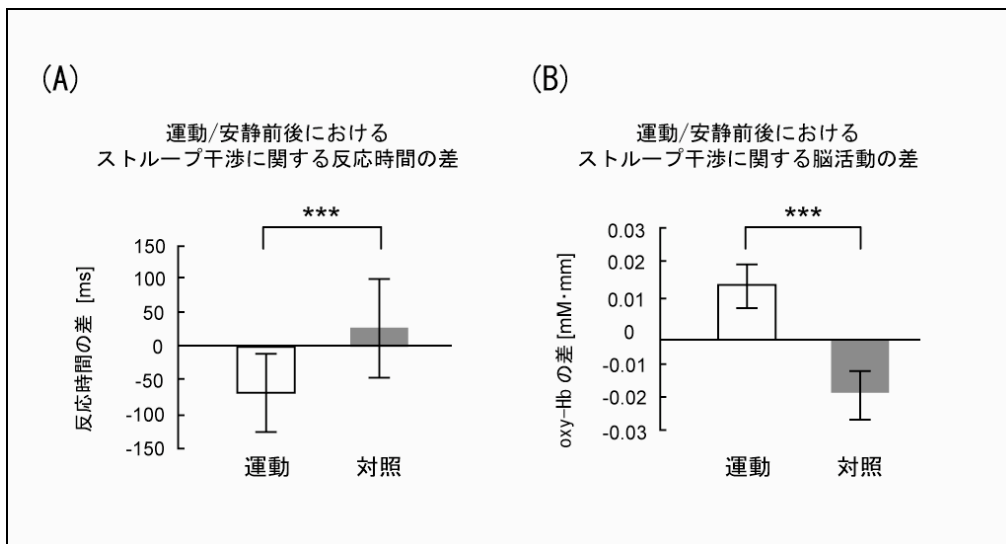 (A)
運動/安静前後における
ストループ干渉に関する反応時間の差
***
反応時間の差 [ms]
150
100
50
0
-50
-100
-150
運動
対照
(B)
運動/安静前後における
ストループ干渉に関する脳活動の差
***
oxy-Hb の差 [mM·mm]
0.03
0.02
0.01
0
-0.01
-0.02
-0.03
運動
対照